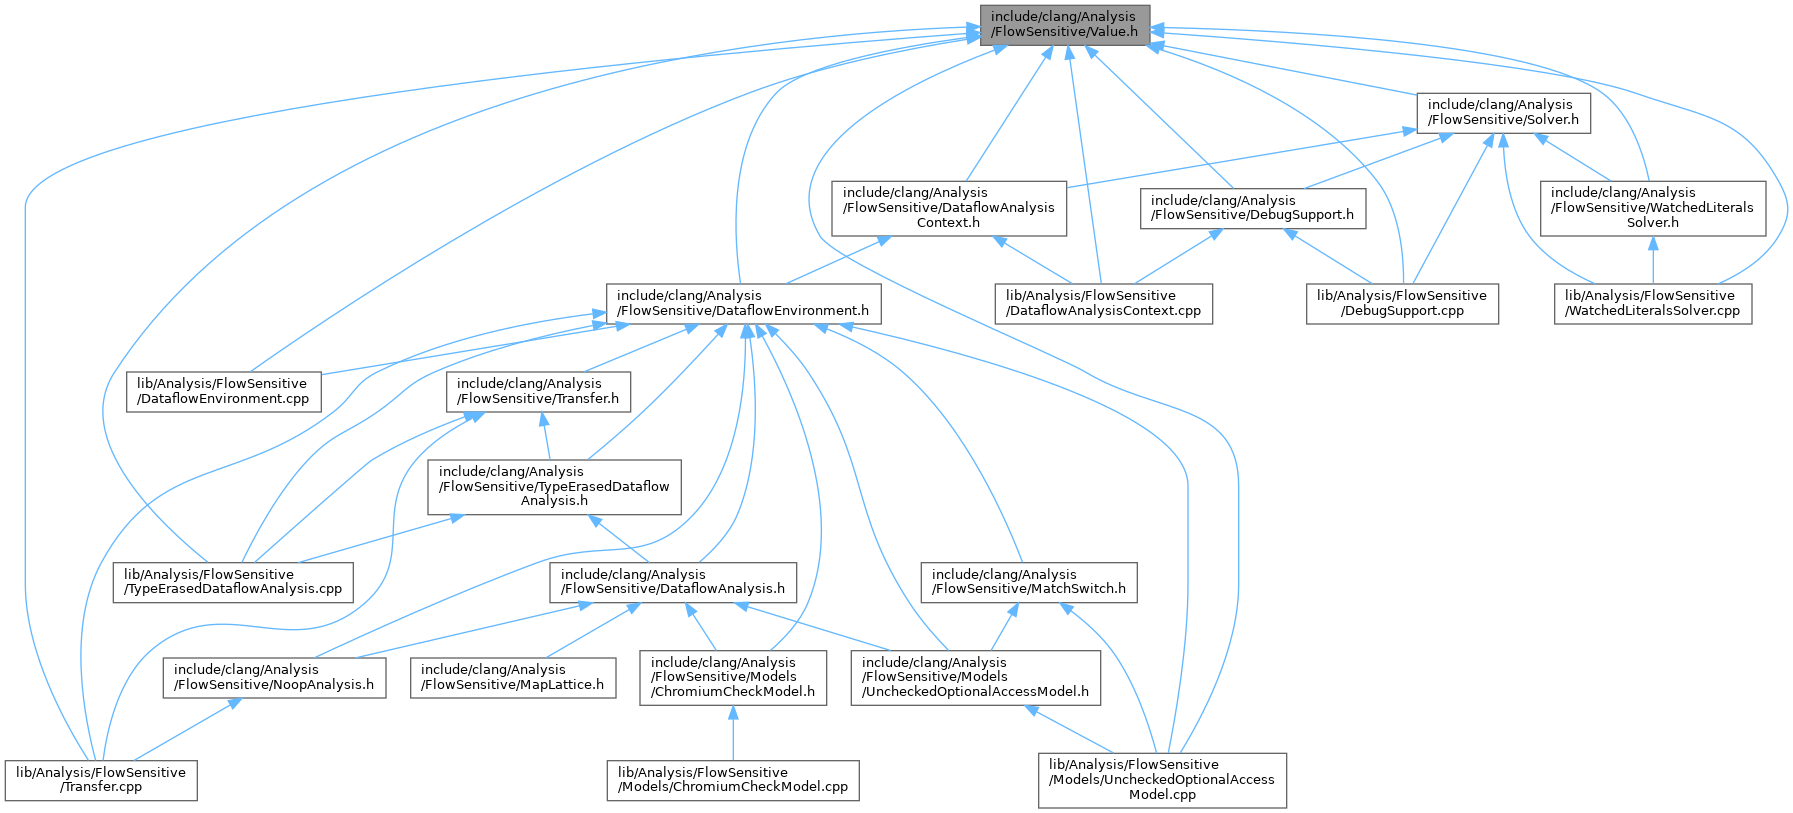 include/clang/Analysis
/FlowSensitive/Value.h
include/clang/Analysis
/FlowSensitive/Solver.h
include/clang/Analysis
/FlowSensitive/DataflowAnalysis
Context.h
include/clang/Analysis
/FlowSensitive/DebugSupport.h
include/clang/Analysis
/FlowSensitive/WatchedLiterals
Solver.h
include/clang/Analysis
/FlowSensitive/DataflowEnvironment.h
lib/Analysis/FlowSensitive
/DataflowAnalysisContext.cpp
lib/Analysis/FlowSensitive
/DebugSupport.cpp
lib/Analysis/FlowSensitive
/WatchedLiteralsSolver.cpp
lib/Analysis/FlowSensitive
/DataflowEnvironment.cpp
include/clang/Analysis
/FlowSensitive/Transfer.h
include/clang/Analysis
/FlowSensitive/TypeErasedDataflow
Analysis.h
lib/Analysis/FlowSensitive
/TypeErasedDataflowAnalysis.cpp
include/clang/Analysis
/FlowSensitive/DataflowAnalysis.h
include/clang/Analysis
/FlowSensitive/MatchSwitch.h
include/clang/Analysis
/FlowSensitive/NoopAnalysis.h
include/clang/Analysis
/FlowSensitive/MapLattice.h
include/clang/Analysis
/FlowSensitive/Models
/ChromiumCheckModel.h
include/clang/Analysis
/FlowSensitive/Models
/UncheckedOptionalAccessModel.h
lib/Analysis/FlowSensitive
/Transfer.cpp
lib/Analysis/FlowSensitive
/Models/ChromiumCheckModel.cpp
lib/Analysis/FlowSensitive
/Models/UncheckedOptionalAccess
Model.cpp